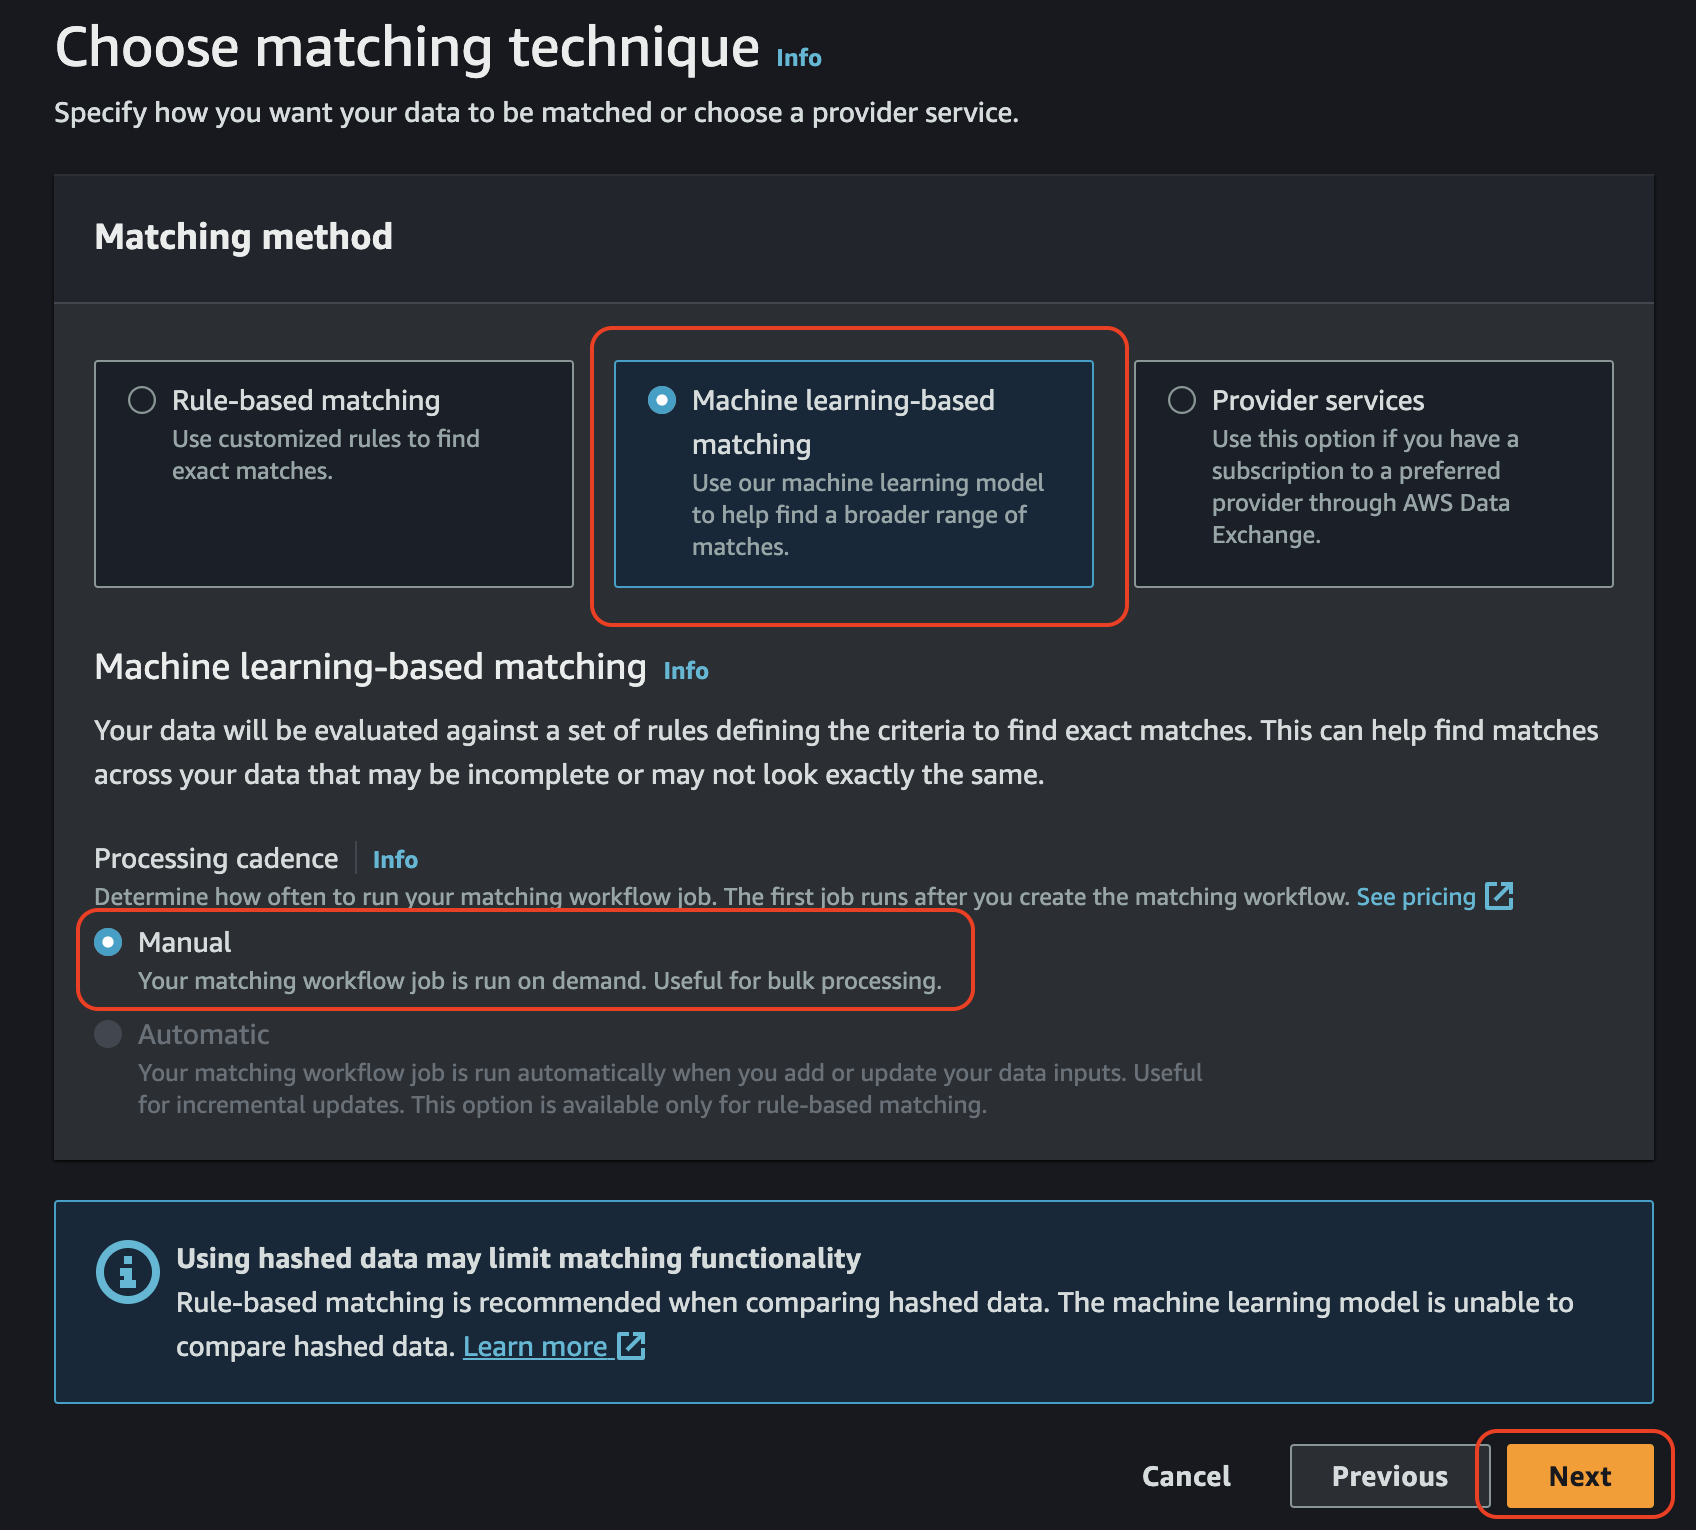 Choose matching technique Info
Specify how you want your data to be matched or choose a provider service.
Matching method
Rule-based matching
Use customized rules to find
exact matches.
Machine learning-based
matching
Use our machine learning model
to help find a broader range of
matches.
Provider services
Use this option if you have a
subscription to a preferred
provider through AWS Data
Exchange.
Machine learning-based matching Info
Your data will be evaluated against a set of rules defining the criteria to find exact matches. This can help find matches
across your data that may be incomplete or may not look exactly the same.
Processing cadence Info
Determine how often to run your matching workflow job. The first job runs after you create the matching workflow. See pricing
Manual
Your matching workflow job is run on demand. Useful for bulk processing.
Automatic
Your matching workflow job is run automatically when you add or update your data inputs. Useful
for incremental updates. This option is available only for rule-based matching.
Using hashed data may limit matching functionality
Rule-based matching is recommended when comparing hashed data. The machine learning model is unable to
compare hashed data. Learn more
Cancel Previous Next